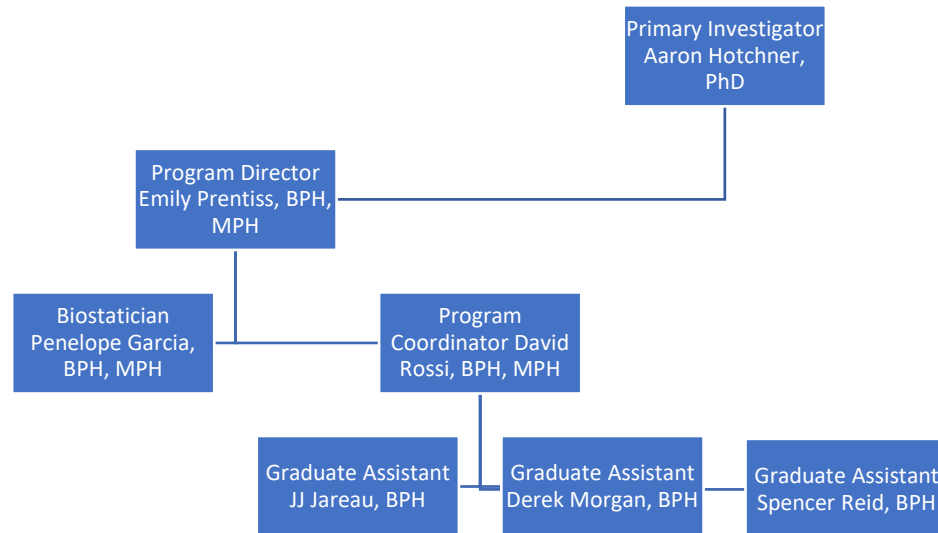 Primary Investigator
Aaron Hotchner,
PhD
Program Director
Emily Prentiss, BPH,
MPH
Biostatician
Penelope Garcia,
BPH, MPH
Program
Coordinator David
Rossi, BPH, MPH
Graduate Assistant
JJ Jareau, BPH
Graduate Assistant
Derek Morgan, BPH
Graduate Assistant
Spencer Reid, BPH